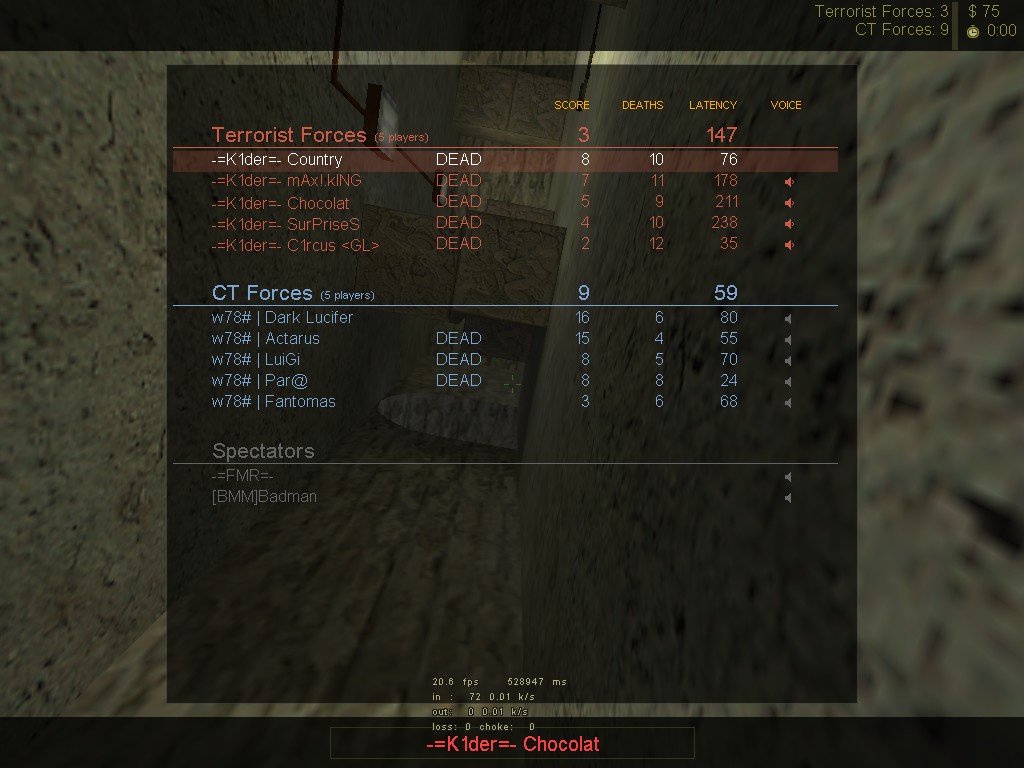 Terrorist Forces: 3 $ 75
CT Forces: 9 0:00
SCORE DEATHS LATENCY VOICE
Terrorist Forces (5 players) 3 147
-=K1der=- Country DEAD 8 10 76
-=K1der=- mAx!.kING DEAD 7 11 178
-=K1der=- Chocolat DEAD 5 9 211
-=K1der=- SurPriseS DEAD 4 10 238
-=K1der=- C1rcus <GL> DEAD 2 12 35
CT Forces (5 players) 9 59
w78# | Dark Lucifer 16 6 80
w78# | Actarus DEAD 15 4 55
w78# | LuiGi DEAD 8 5 70
w78# | Par@ DEAD 8 8 24
w78# | Fantomas 3 6 68
Spectators
-=FMR=-
[BMM]Badman
20.6 fps 528947 ms
in : 72 0.01 k/s
out: 0 0.01 k/s
loss: 0 choke: 0
-=K1der=- Chocolat